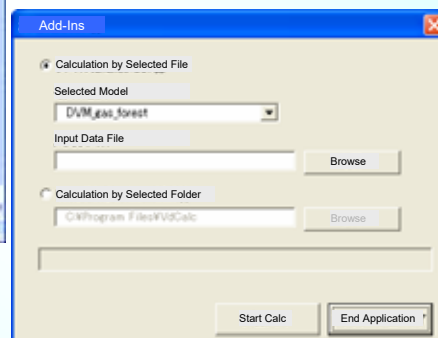 Add-Ins
Calculation by Selected File
Selected Model
DVM_gas_forest
Input Data File
Browse
Calculation by Selected Folder
C:¥Program Files¥VdCalc
Browse
Start Calc
End Application